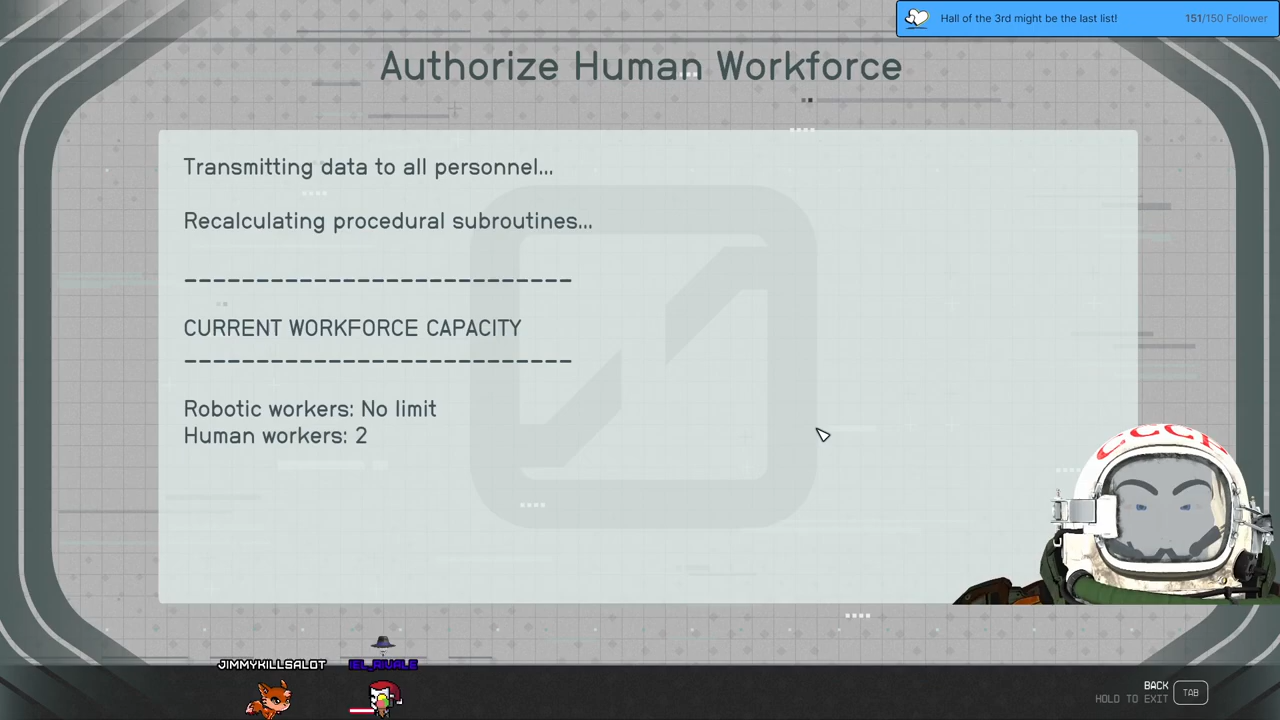 Hall of the 3rd might be the last list!
151/150 Follower
Authorize Human Workforce
Transmitting data to all personnel...
Recalculating procedural subroutines...
---------------------------
CURRENT WORKFORCE CAPACITY
---------------------------
Robotic workers: No limit
Human workers: 2
CCCP
JIMMYKILLSALOT
IEL_RIVALE
BACK
HOLD TO EXIT
TAB